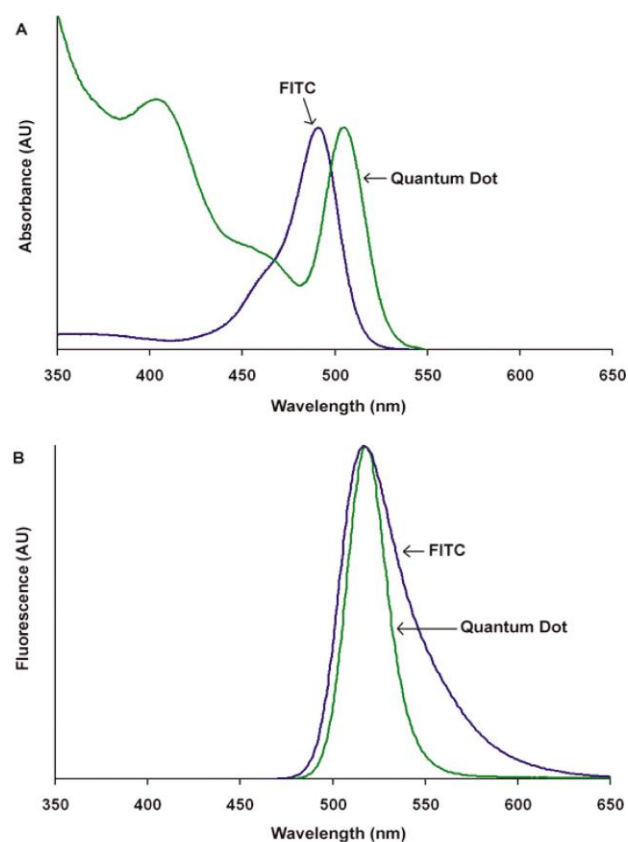 A
FITC
Quantum Dot
Absorbance (AU)
350 400 450 500 550 600 650
Wavelength (nm)
B
FITC
Quantum Dot
Fluorescence (AU)
350 400 450 500 550 600 650
Wavelength (nm)